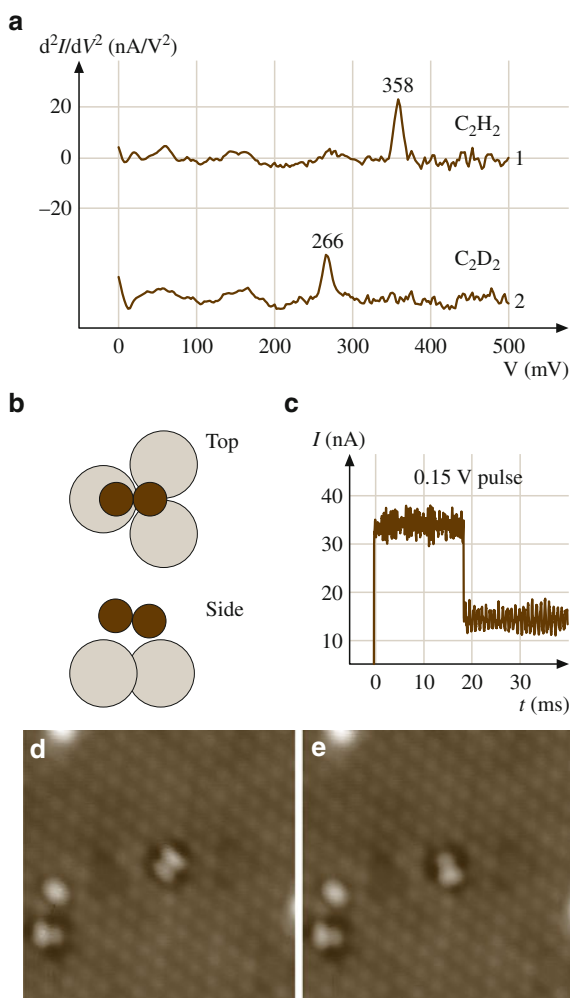 a
d²I/dV² (nA/V²)
358
20
C₂H₂
0
1
−20
266
C₂D₂
2
0 100 200 300 400 500
V (mV)
b
Top
Side
c
I (nA)
0.15 V pulse
40
30
20
10
0 10 20 30
t (ms)
d
e